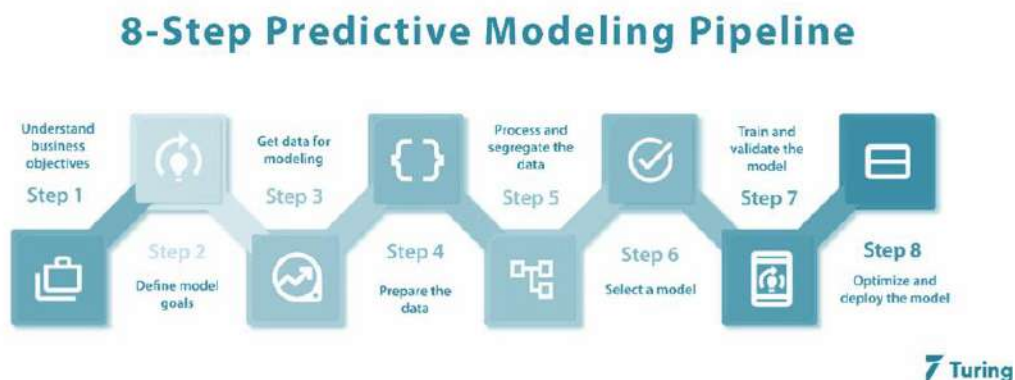 8-Step Predictive Modeling Pipeline
Understand
business
objectives
Step 1
Step 2
Define model
goals
Get data for
modeling
Step 3
Step 4
Prepare the
data
Process and
segregate the
data
Step 5
Step 6
Select a model
Train and
validate the
model
Step 7
Step 8
Optimize and
deploy the model
Turing